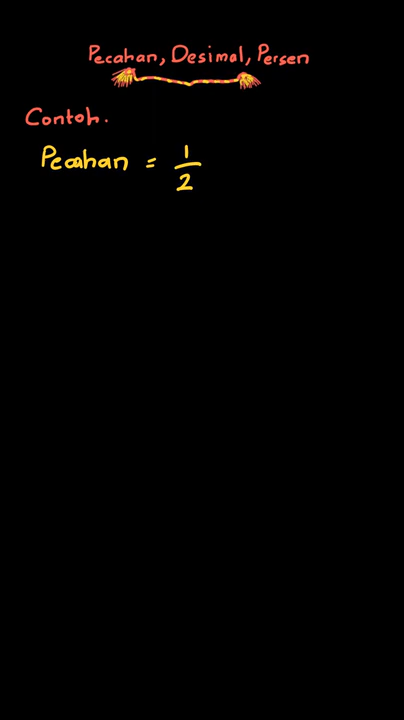 Pecahan, Desimal, Persen
Contoh.
Pecahan = 1/2